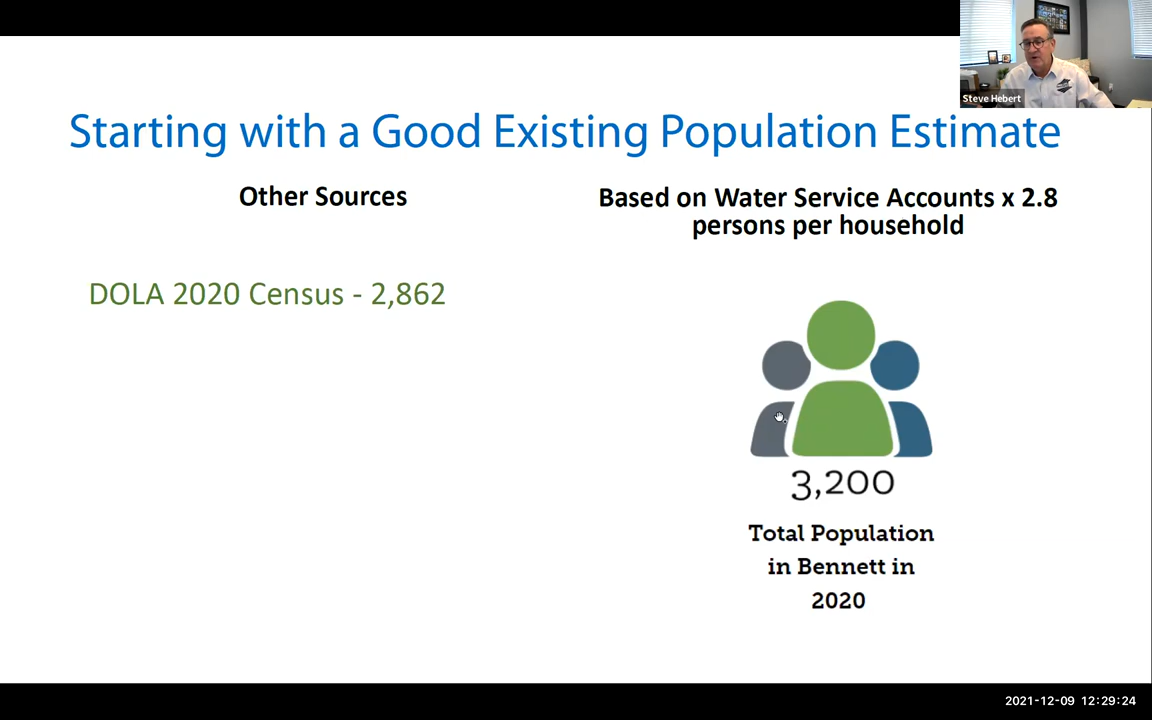 Steve Hebert
Starting with a Good Existing Population Estimate
Other Sources
Based on Water Service Accounts x 2.8
persons per household
DOLA 2020 Census - 2,862
3,200
Total Population
in Bennett in
2020
2021-12-09 12:29:24